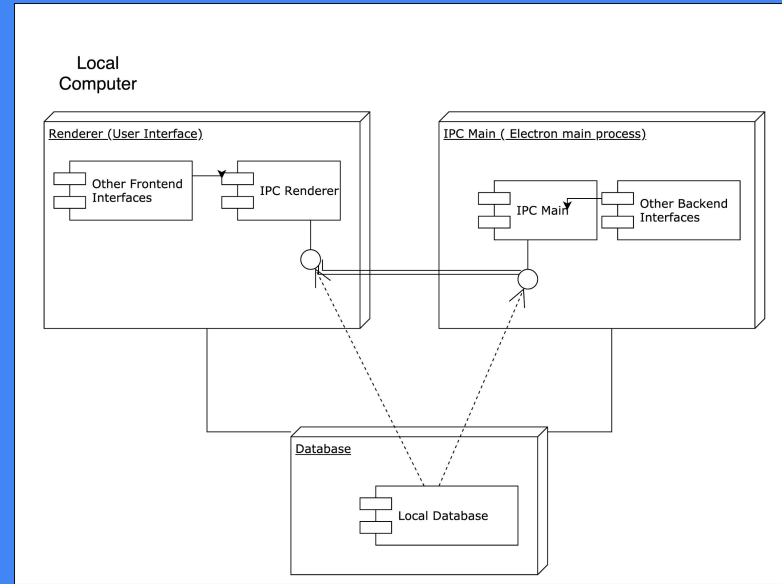 Local
Computer
Renderer (User Interface)
Other Frontend
Interfaces
IPC Renderer
IPC Main ( Electron main process)
IPC Main
Other Backend
Interfaces
Database
Local Database